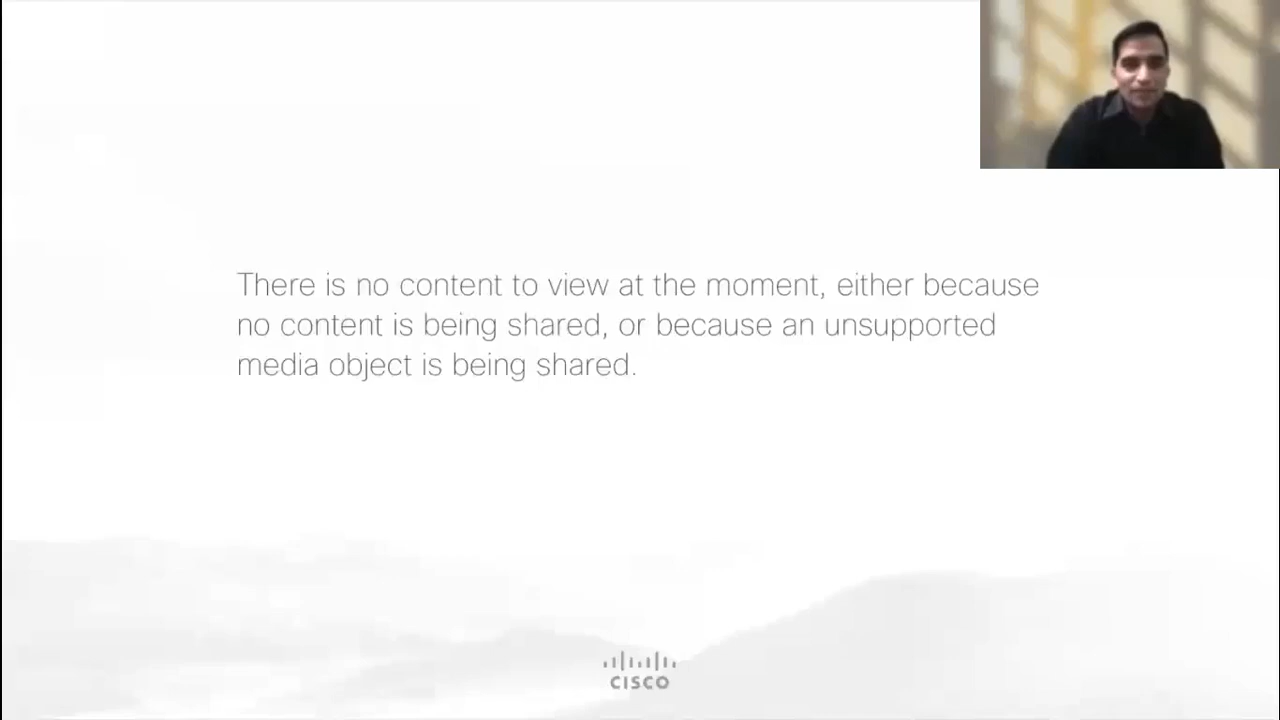 There is no content to view at the moment, either because
no content is being shared, or because an unsupported
media object is being shared.
CISCO